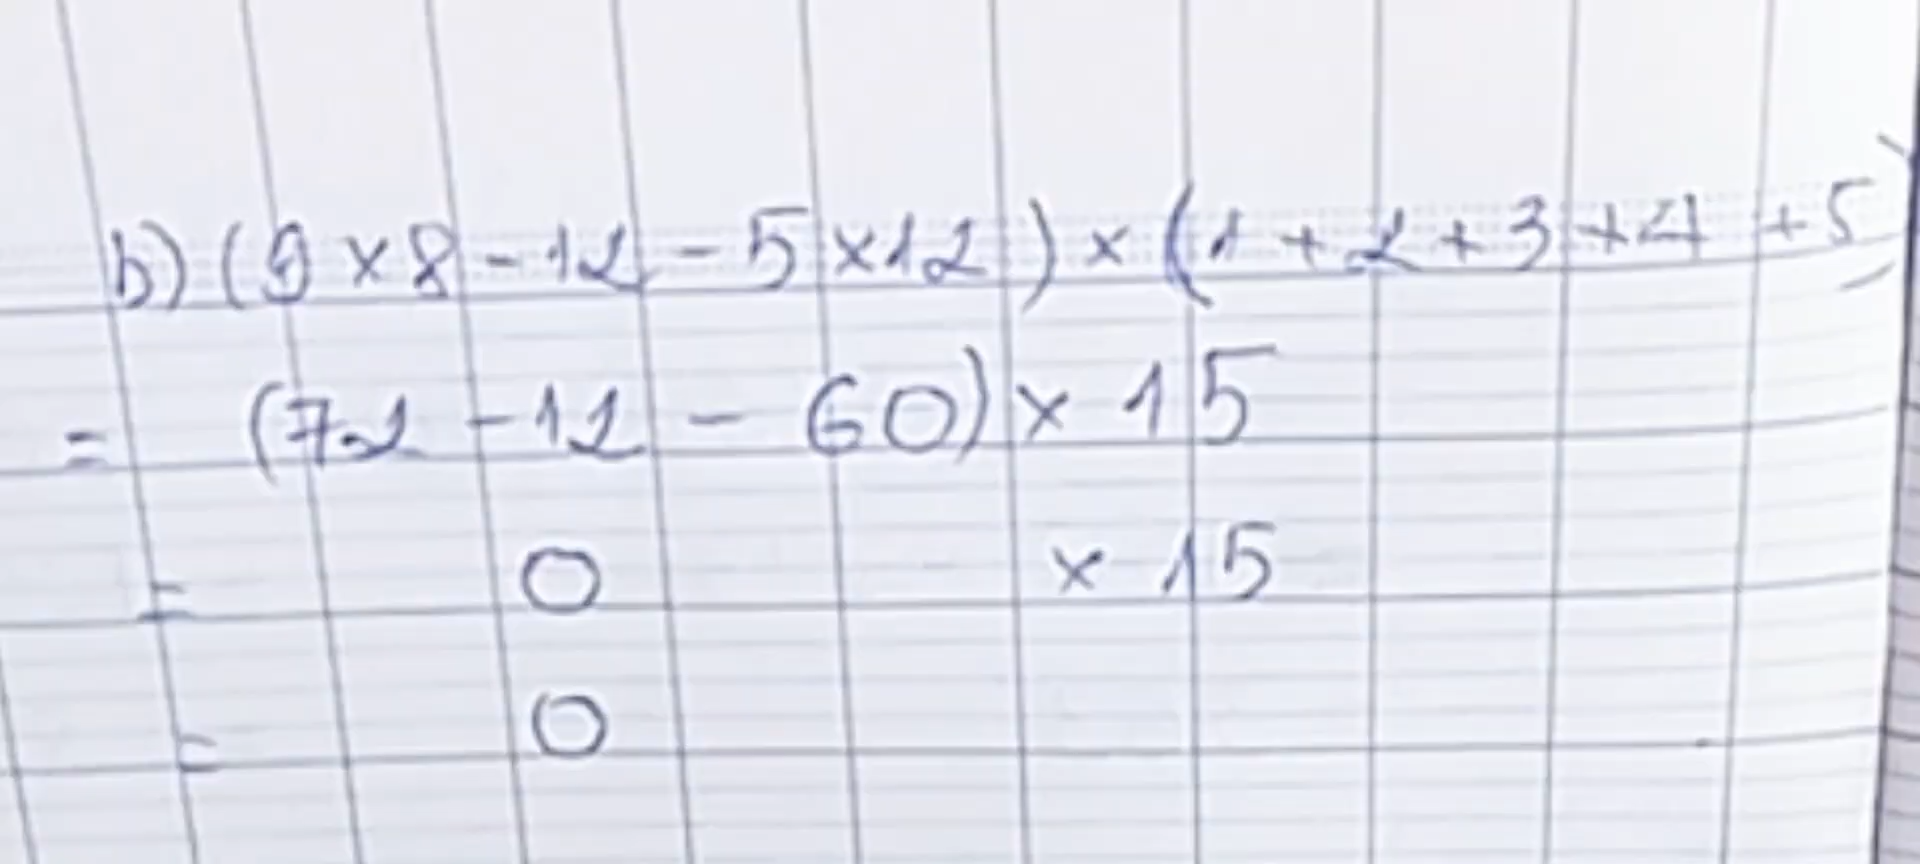 b) (9 × 8 - 12 - 5 × 12) × (1 + 2 + 3 + 4 + 5)
= (72 - 12 - 60) × 15
= 0 × 15
= 0